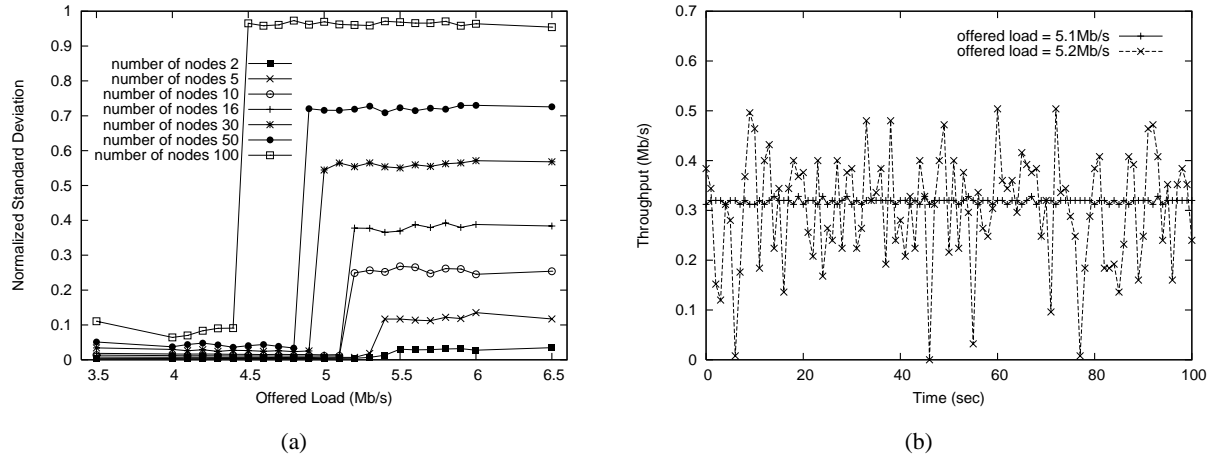 Normalized Standard Deviation
1
0.9
0.8
0.7
0.6
0.5
0.4
0.3
0.2
0.1
0
number of nodes 2
number of nodes 5
number of nodes 10
number of nodes 16
number of nodes 30
number of nodes 50
number of nodes 100
3.5 4 4.5 5 5.5 6 6.5
Offered Load (Mb/s)
(a)
Throughput (Mb/s)
0.7
0.6
0.5
0.4
0.3
0.2
0.1
0
offered load = 5.1Mb/s
offered load = 5.2Mb/s
0 20 40 60 80 100
Time (sec)
(b)